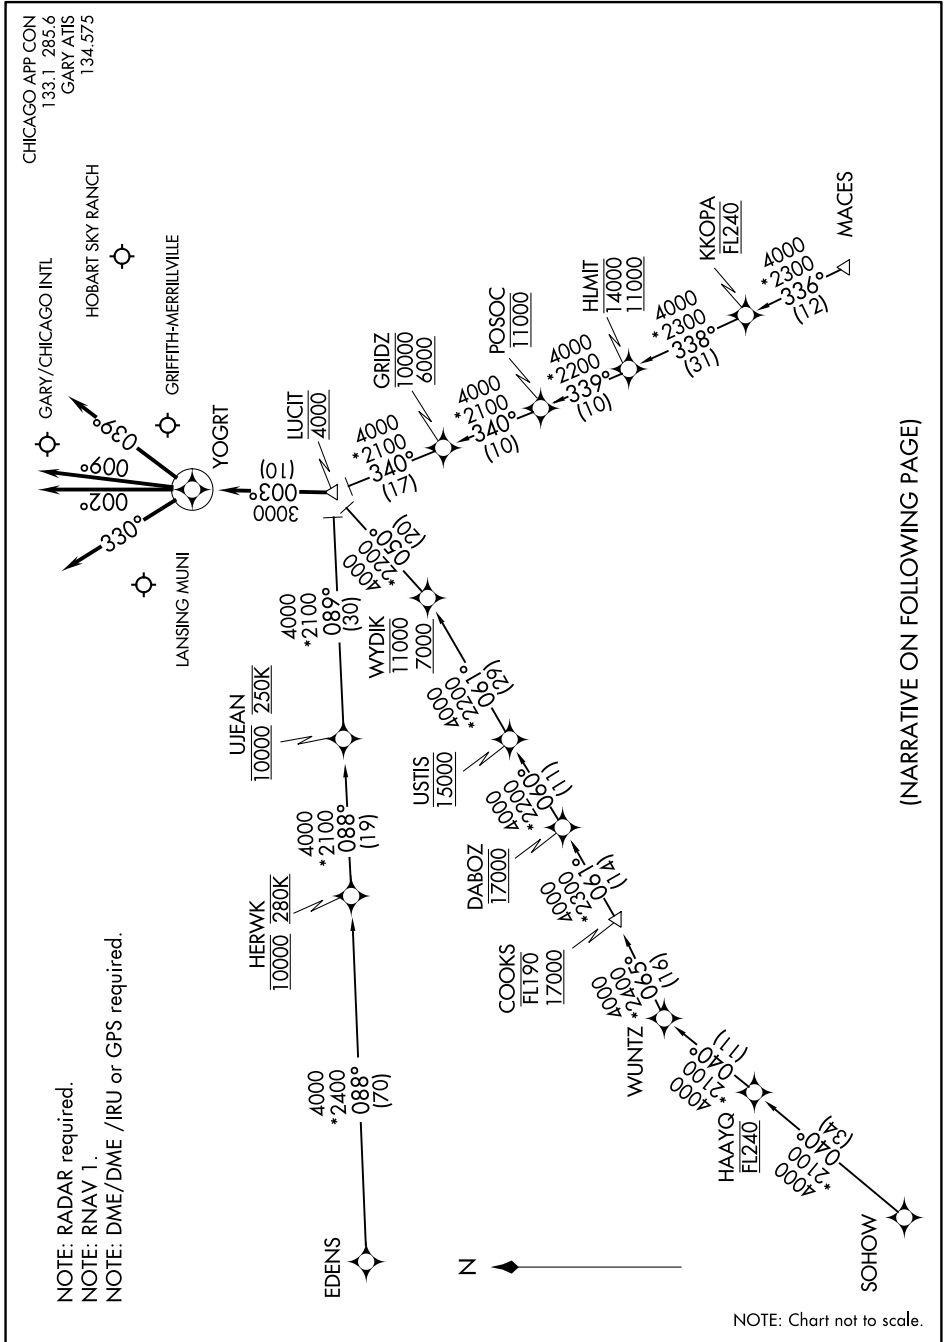 CHICAGO APP CON
133.1 285.6
GARY ATIS
134.575
NOTE: RADAR required.
NOTE: RNAV 1.
NOTE: DME/DME /IRU or GPS required.
GARY/CHICAGO INTL
HOBART SKY RANCH
GRIFFITH-MERRILLVILLE
LANSING MUNI
330°
002°
009°
039°
YOGRT
3000
003°
(10)
LUCIT
4000
EDENS
4000
*2400
088°
(70)
HERWK
10000 280K
4000
*2100
088°
(19)
UJEAN
10000 250K
4000
*2100
089°
(30)
SOHOW
4000
*2100
040°
(34)
HAAYQ
FL240
4000
*2100
040°
(11)
WUNTZ
4000
*2400
065°
(16)
COOKS
FL190
17000
4000
*2300
061°
(14)
DABOZ
17000
4000
*2200
060°
(11)
USTIS
15000
4000
*2200
061°
(29)
WYDIK
11000
7000
4000
*2200
050°
(20)
MACES
4000
*2300
336°
(12)
KKOPA
FL240
4000
*2300
338°
(31)
HLMIT
14000
11000
4000
*2200
339°
(10)
POSOC
11000
4000
*2100
340°
(10)
GRIDZ
10000
6000
4000
*2100
340°
(17)
N
(NARRATIVE ON FOLLOWING PAGE)
NOTE: Chart not to scale.